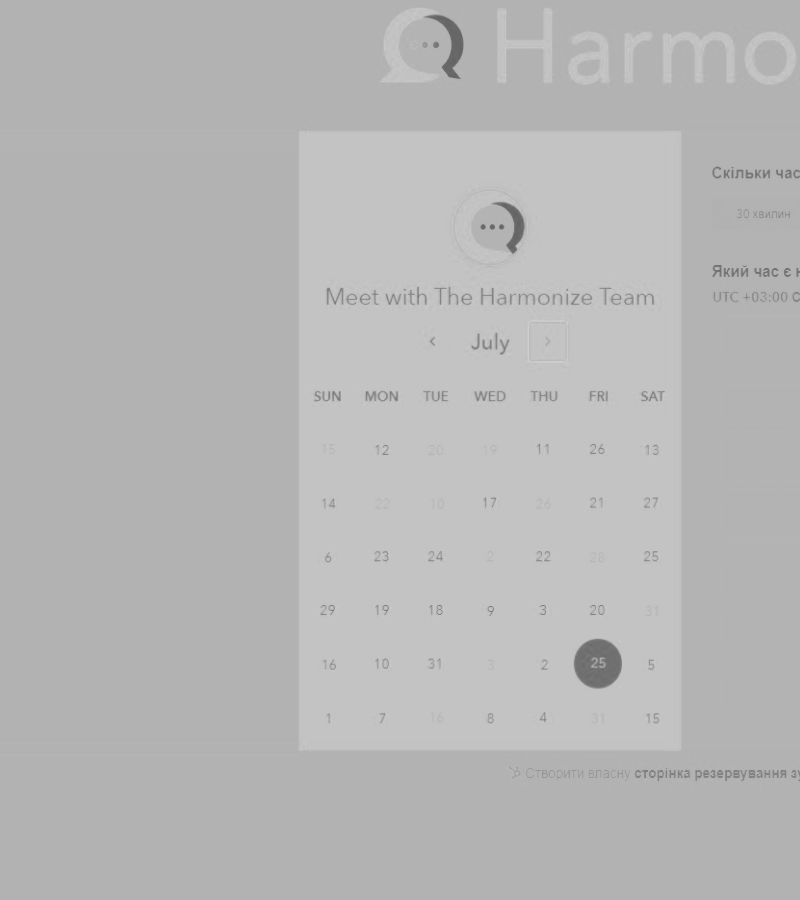 Harmo
Meet with The Harmonize Team
‹ July ›
SUN MON TUE WED THU FRI SAT
15 12 20 19 11 26 13
14 22 10 17 26 21 27
6 23 24 2 22 28 25
29 19 18 9 3 20 31
16 10 31 3 2 25 5
1 7 16 8 4 31 15
Скільки час
30 хвилин
Який час є н
UTC +03:00 С
Створити власну сторінка резервування зу